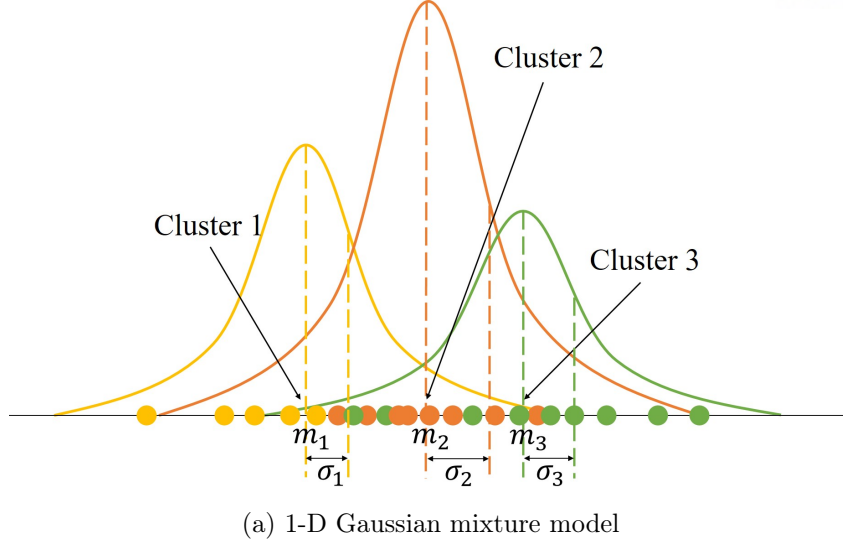 Cluster 2
Cluster 1
Cluster 3
m₁ m₂ m₃
σ₁ σ₂ σ₃
(a) 1-D Gaussian mixture model